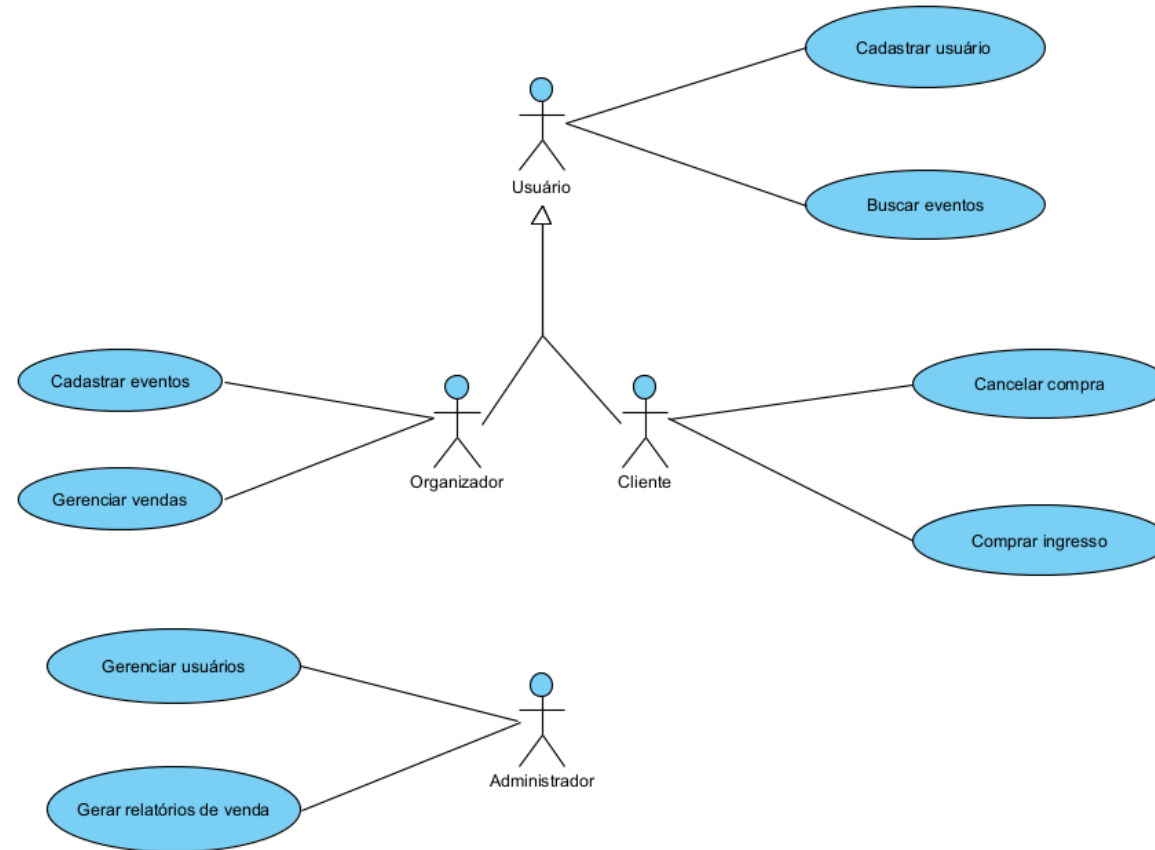 Cadastrar usuário
Usuário
Buscar eventos
Cadastrar eventos
Cancelar compra
Organizador
Cliente
Gerenciar vendas
Comprar ingresso
Gerenciar usuários
Administrador
Gerar relatórios de venda